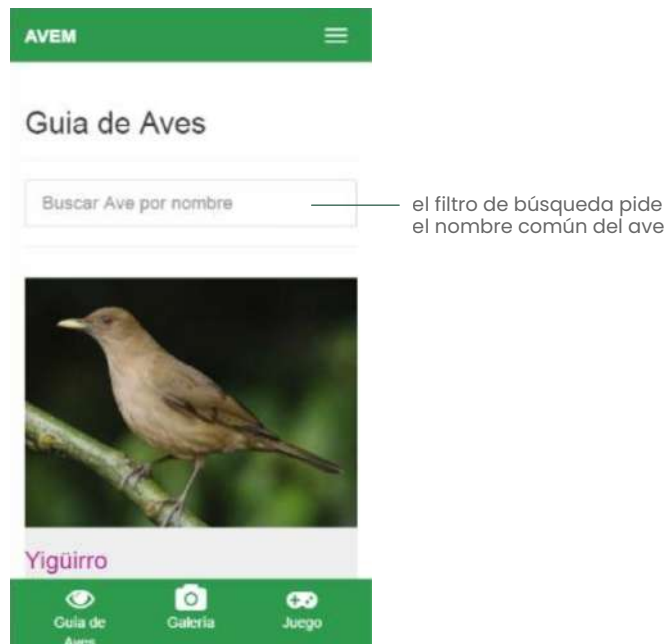 AVEM
Guia de Aves
Buscar Ave por nombre
el filtro de búsqueda pide
el nombre común del ave
Yigüirro
Guia de
Aves
Galería
Juego